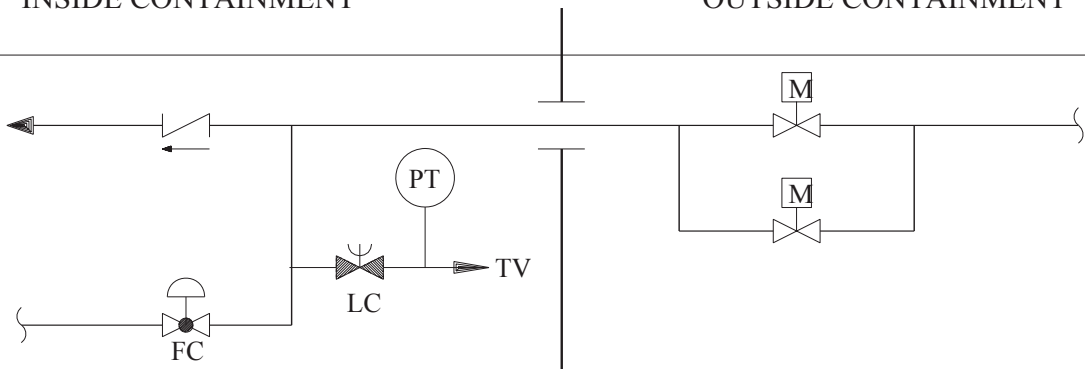 INSIDE CONTAINMENT
OUTSIDE CONTAINMENT
M
PT
M
TV
LC
FC